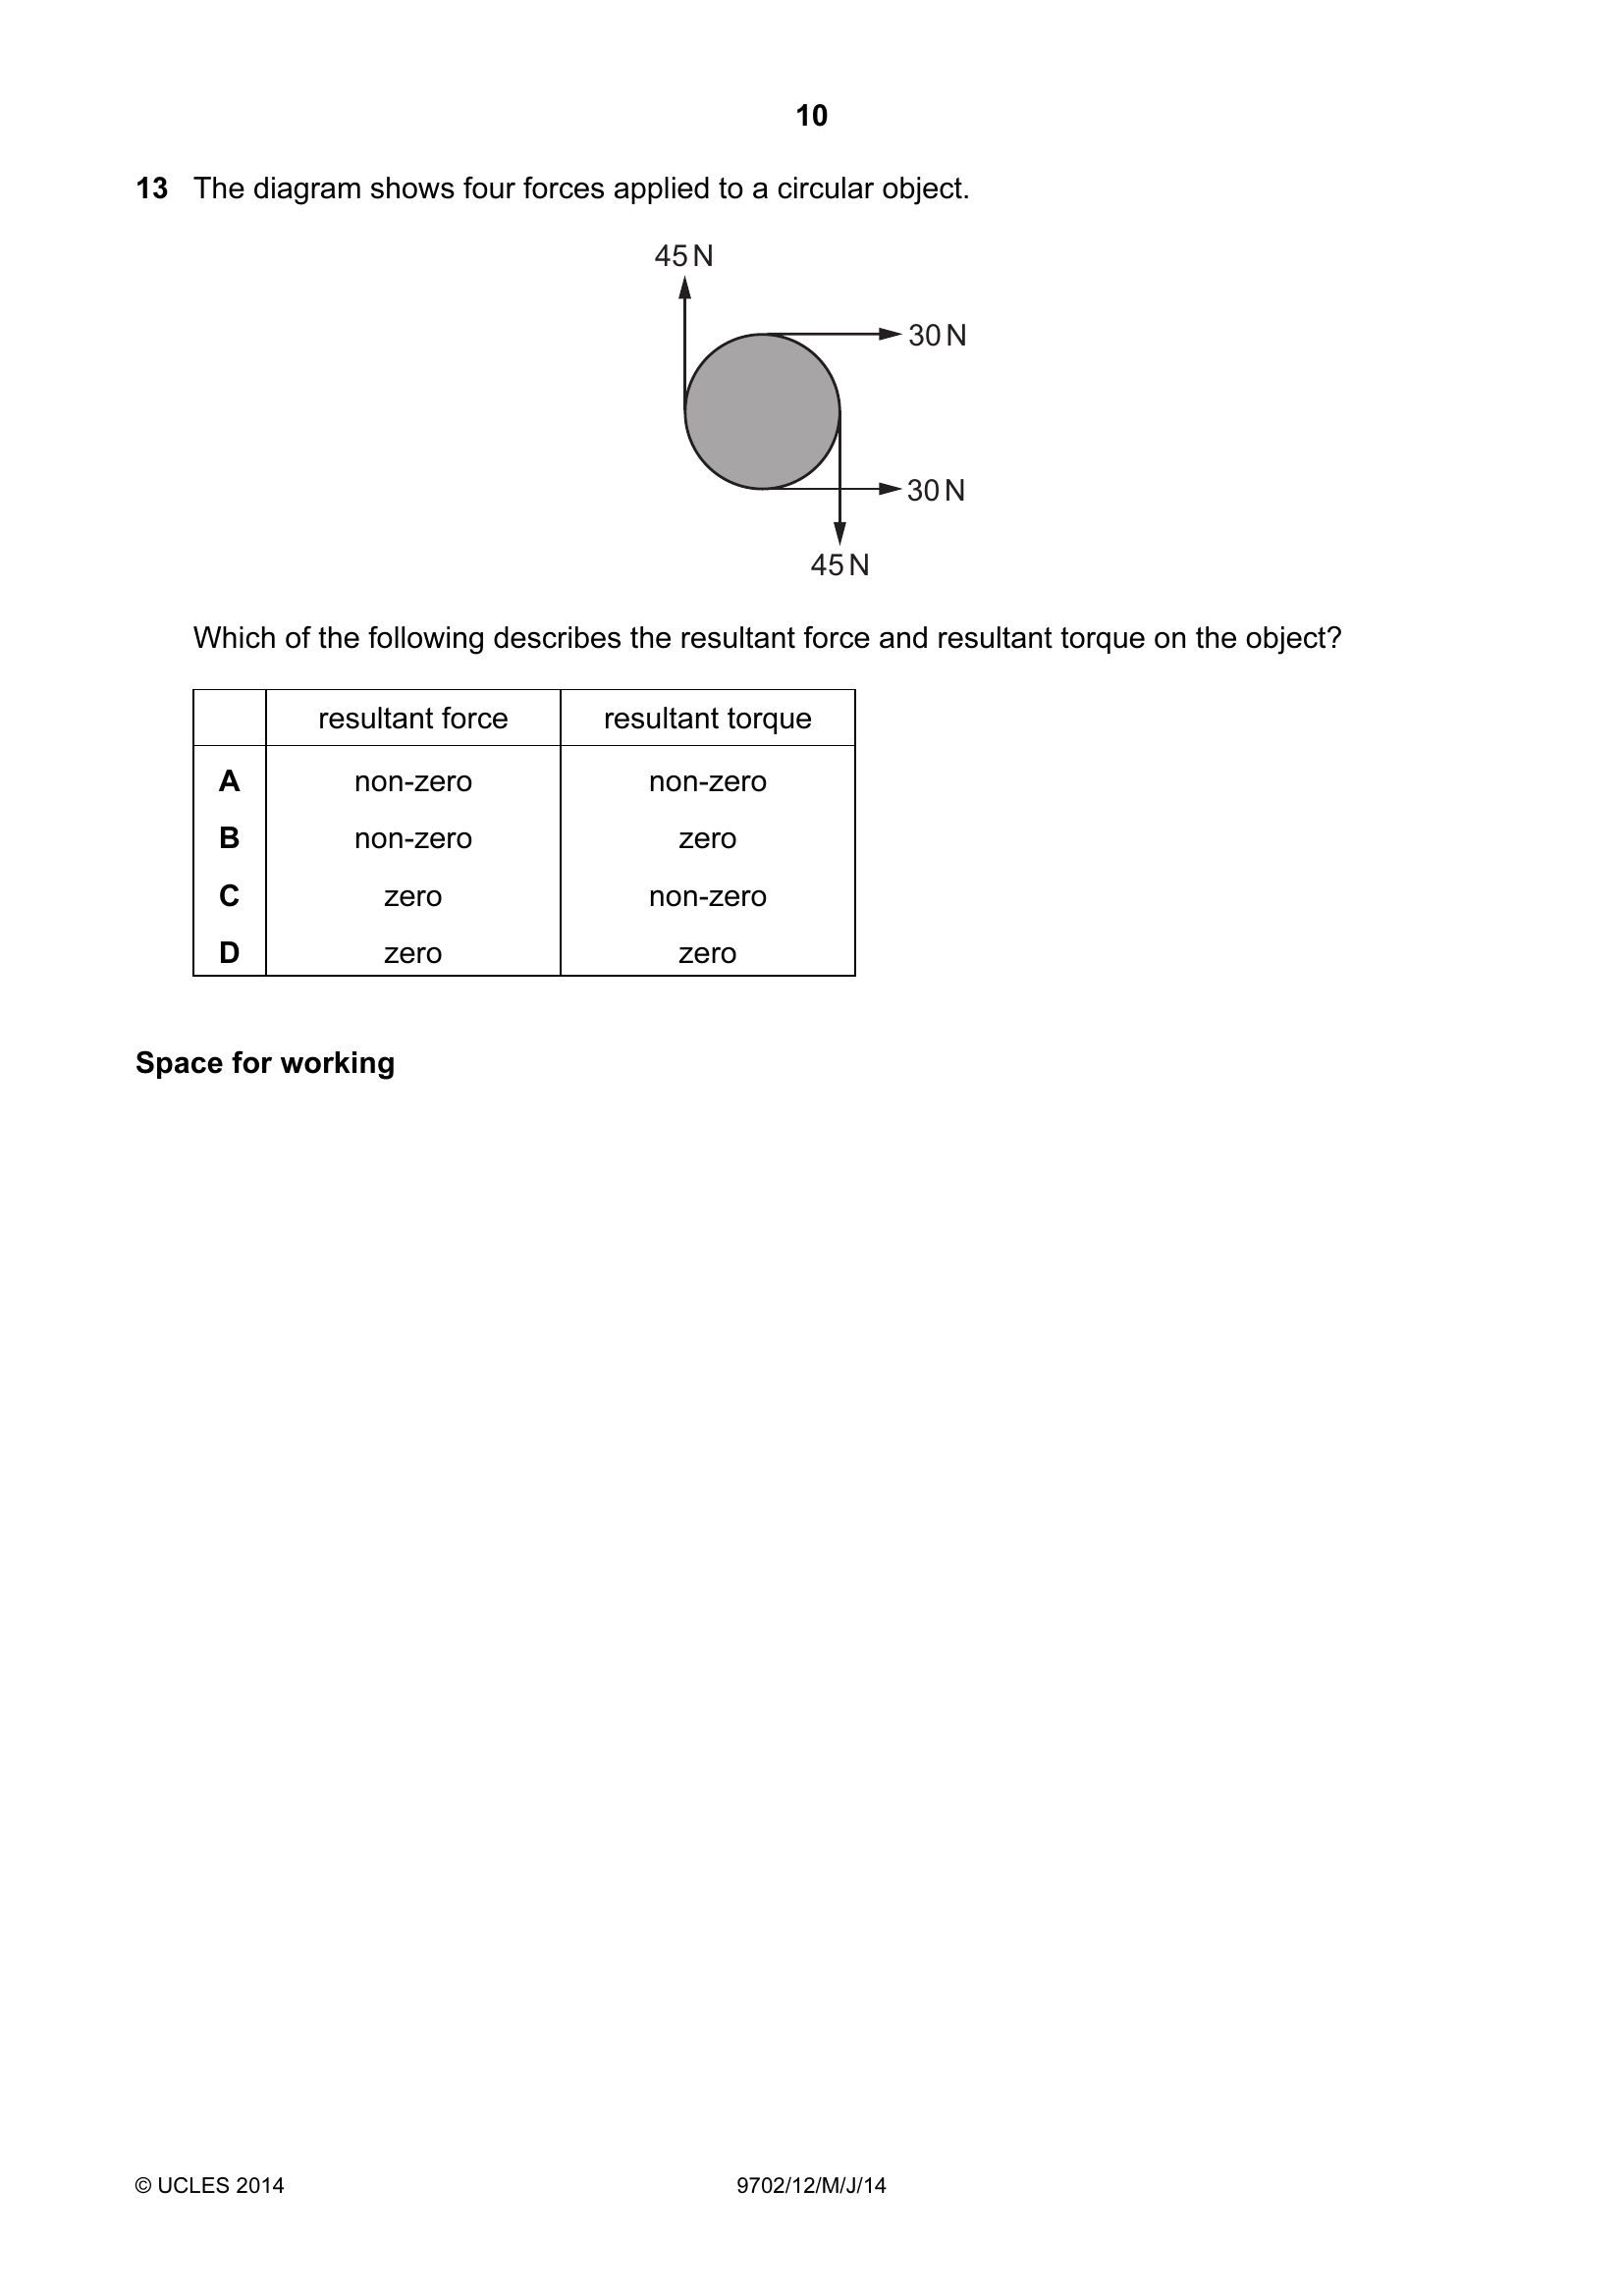 10
13 The diagram shows four forces applied to a circular object.
45 N
30 N
30 N
45 N
Which of the following describes the resultant force and resultant torque on the object?
resultant force resultant torque
A non-zero non-zero
B non-zero zero
C zero non-zero
D zero zero
Space for working
© UCLES 2014 9702/12/M/J/14